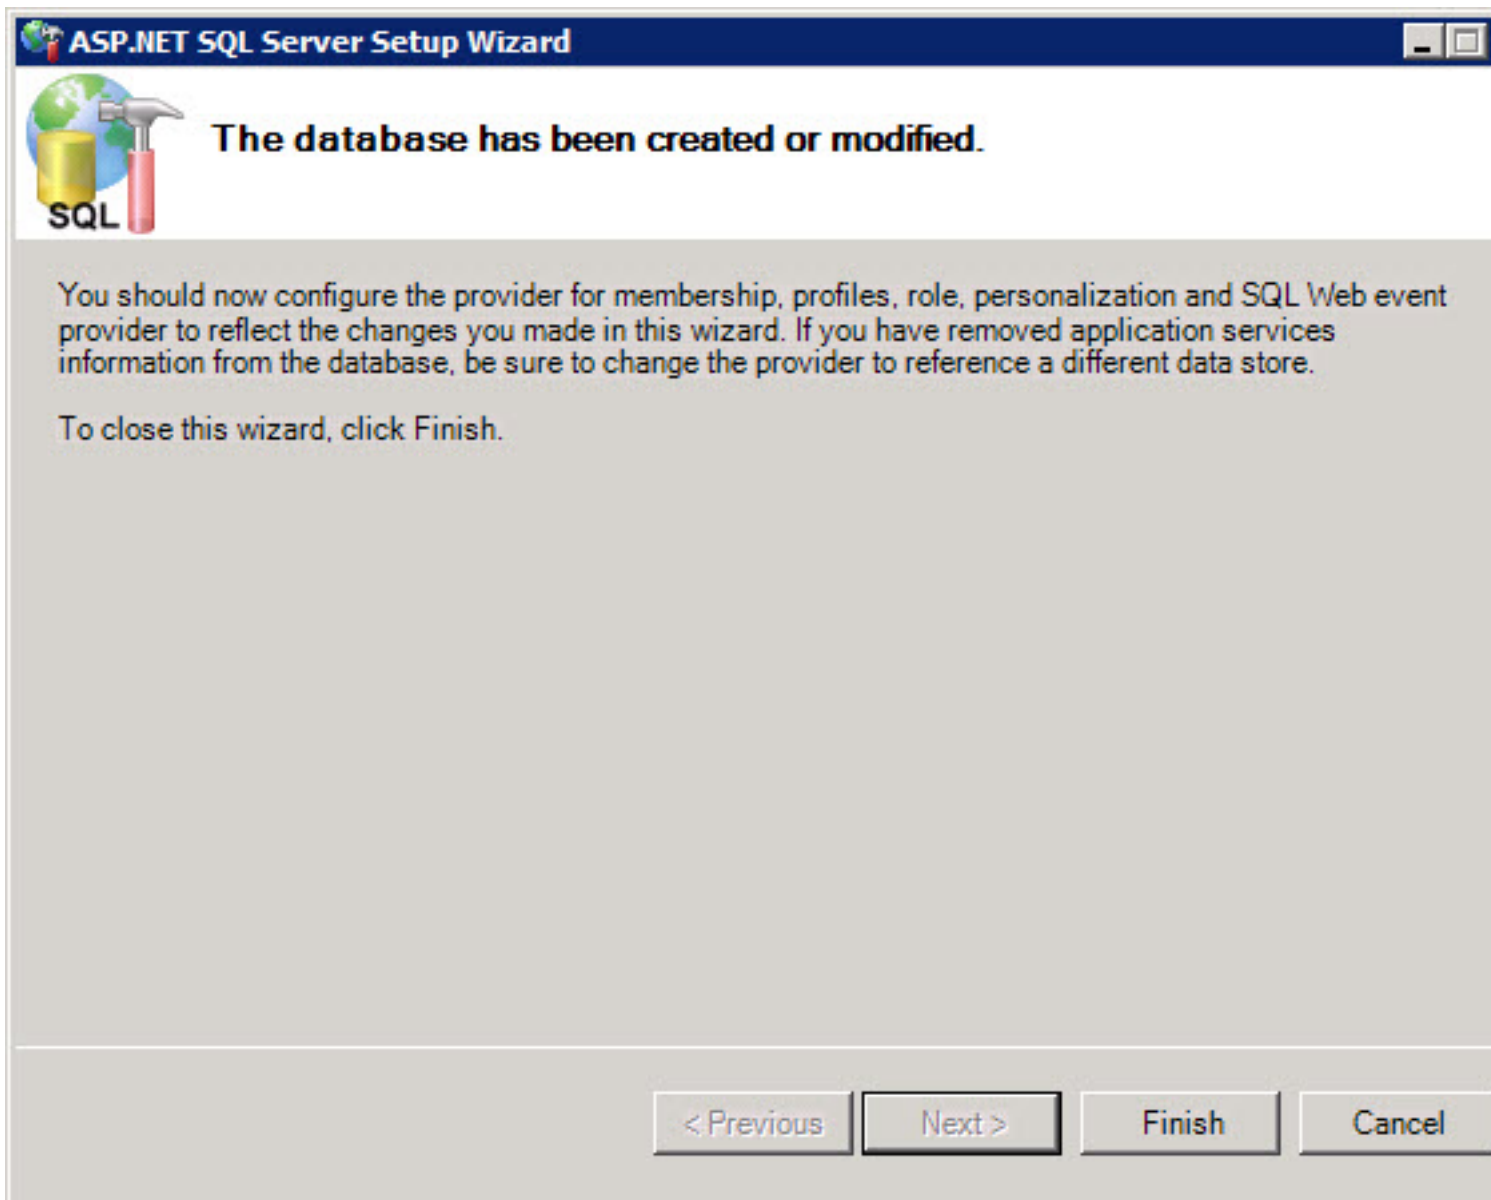 ASP.NET SQL Server Setup Wizard
The database has been created or modified.
SQL
You should now configure the provider for membership, profiles, role, personalization and SQL Web event
provider to reflect the changes you made in this wizard. If you have removed application services
information from the database, be sure to change the provider to reference a different data store.
To close this wizard, click Finish.
< Previous
Next >
Finish
Cancel